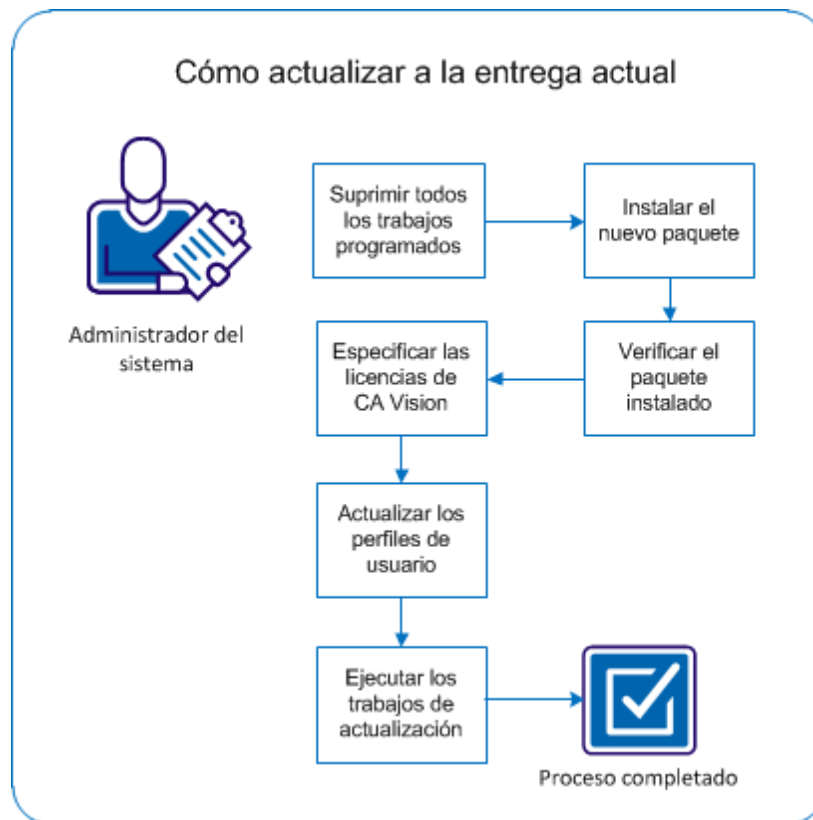 Cómo actualizar a la entrega actual
Administrador del
sistema
Suprimir todos
los trabajos
programados
Instalar el
nuevo paquete
Verificar el
paquete
instalado
Especificar las
licencias de
CA Vision
Actualizar los
perfiles de
usuario
Ejecutar los
trabajos de
actualización
Proceso completado